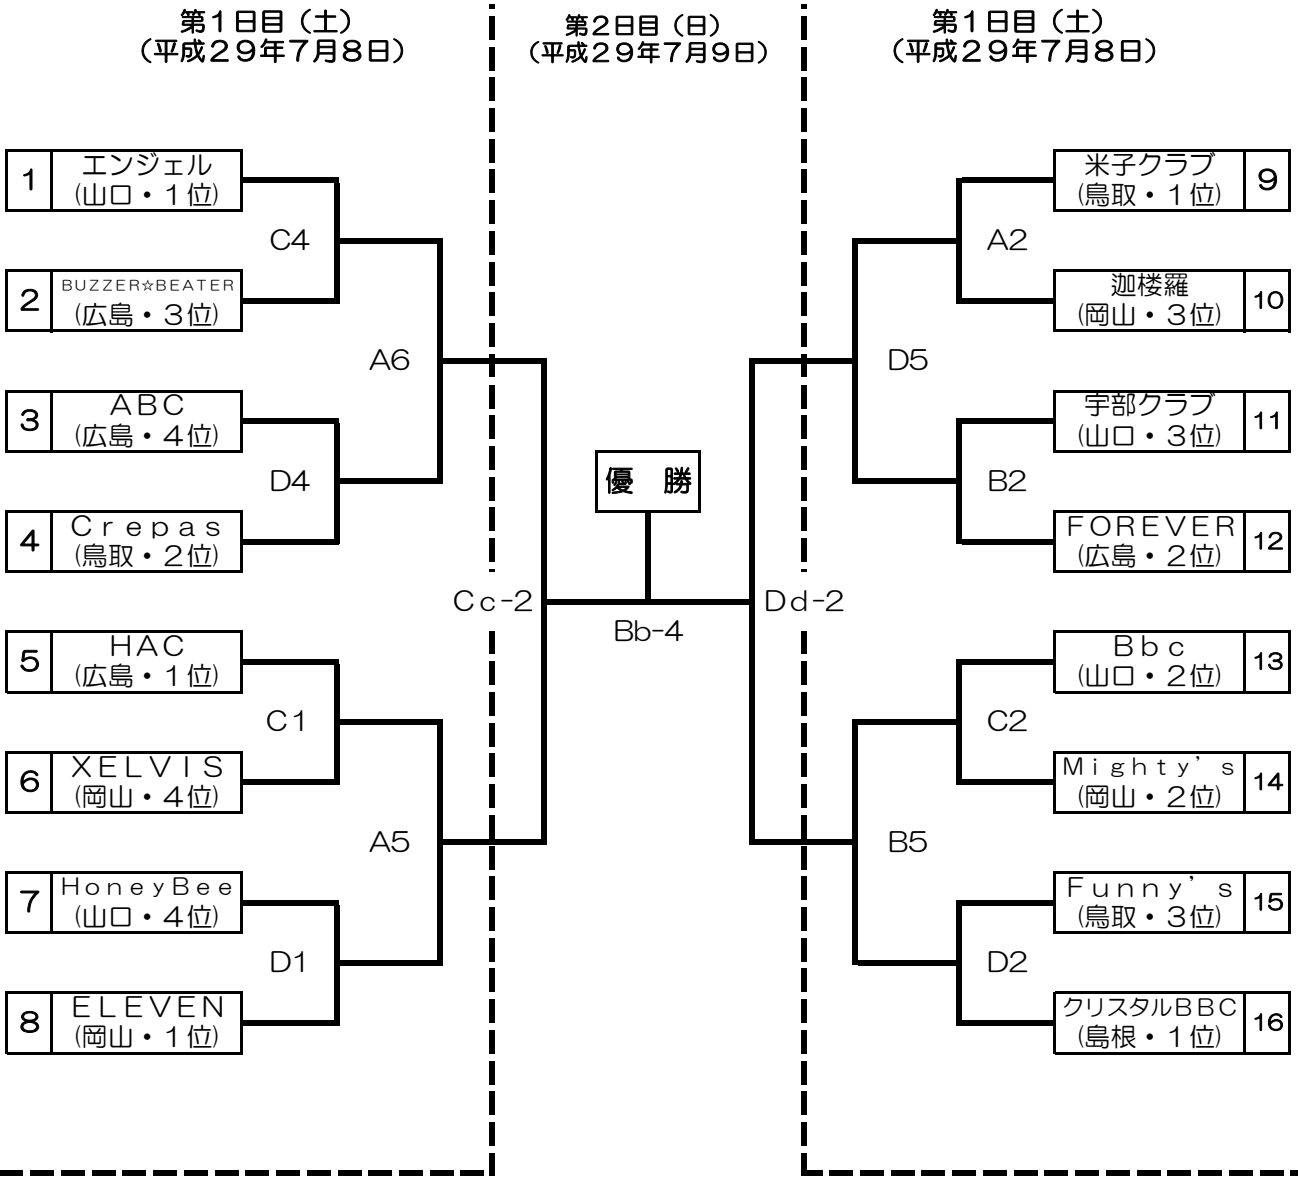 第１日目（土）
（平成２９年７月８日）
第２日目（日）
（平成２９年７月９日）
第１日目（土）
（平成２９年７月８日）
1
エンジェル
(山口・１位)
C4
2
ＢＵＺＺＥＲ☆ＢＥＡＴＥＲ
(広島・３位)
A6
3
ＡＢＣ
(広島・４位)
D4
4
Ｃｒｅｐａｓ
(鳥取・２位)
Cc-2
5
ＨＡＣ
(広島・１位)
C1
6
ＸＥＬＶＩＳ
(岡山・４位)
A5
7
ＨｏｎｅｙＢｅｅ
(山口・４位)
D1
8
ＥＬＥＶＥＮ
(岡山・１位)
優　勝
Bb-4
米子クラブ
(鳥取・１位)
9
A2
迦楼羅
(岡山・３位)
10
D5
宇部クラブ
(山口・３位)
11
B2
ＦＯＲＥＶＥＲ
(広島・２位)
12
Dd-2
Ｂｂｃ
(山口・２位)
13
C2
Ｍｉｇｈｔｙ’ｓ
(岡山・２位)
14
B5
Ｆｕｎｎｙ’ｓ
(鳥取・３位)
15
D2
クリスタルＢＢＣ
(島根・１位)
16